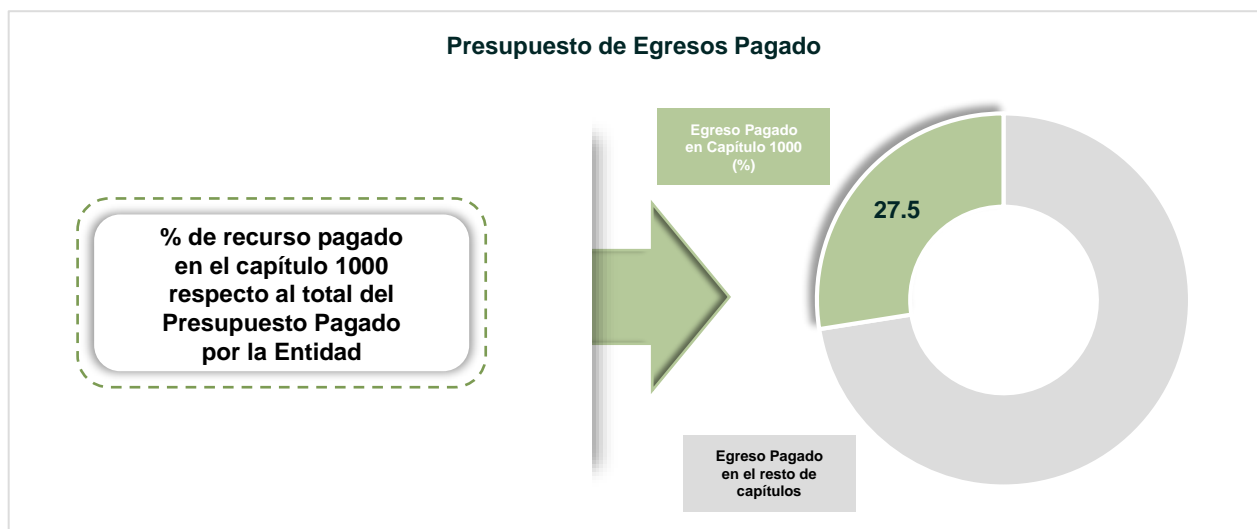 Presupuesto de Egresos Pagado
Egreso Pagado
en Capítulo 1000
(%)
27.5
% de recurso pagado
en el capítulo 1000
respecto al total del
Presupuesto Pagado
por la Entidad
Egreso Pagado
en el resto de
capítulos